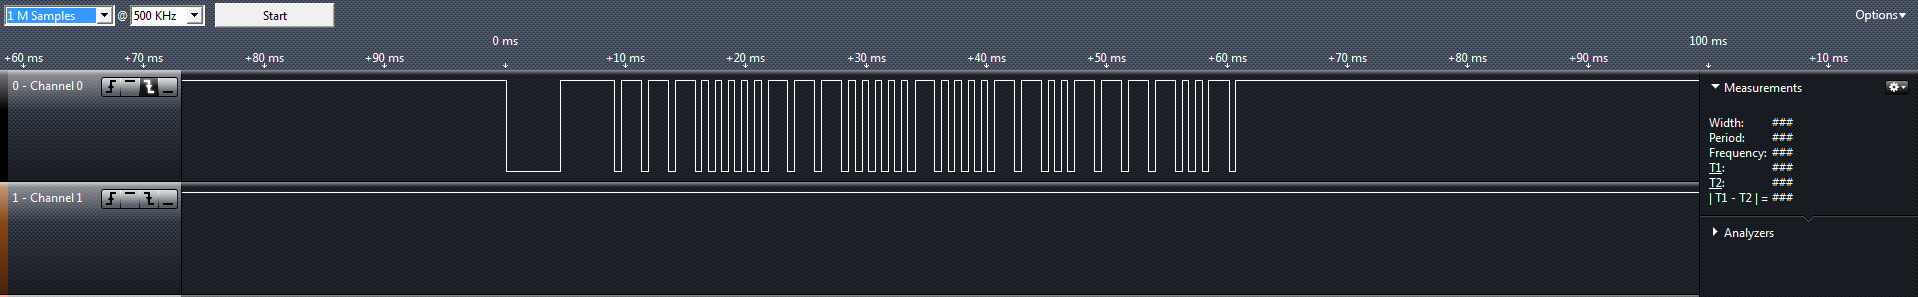 1 M Samples @ 500 KHz Start Options
0 ms 100 ms
+60 ms +70 ms +80 ms +90 ms +10 ms +20 ms +30 ms +40 ms +50 ms +60 ms +70 ms +80 ms +90 ms +10 ms
0 - Channel 0
1 - Channel 1
Measurements
Width: ###
Period: ###
Frequency: ###
T1: ###
T2: ###
| T1 - T2 | = ###
Analyzers